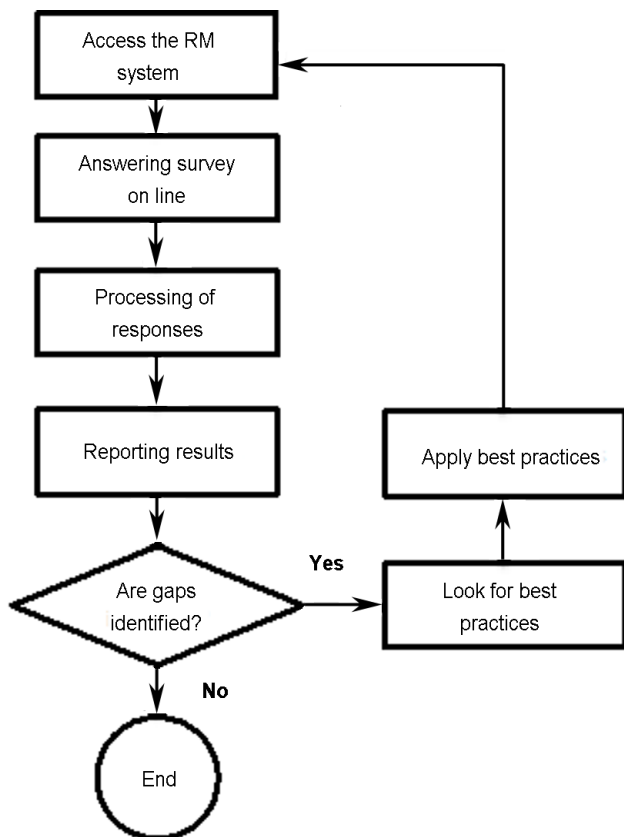 Access the RM
system
Answering survey
on line
Processing of
responses
Reporting results
Apply best practices
Are gaps
identified?
Yes
Look for best
practices
No
End